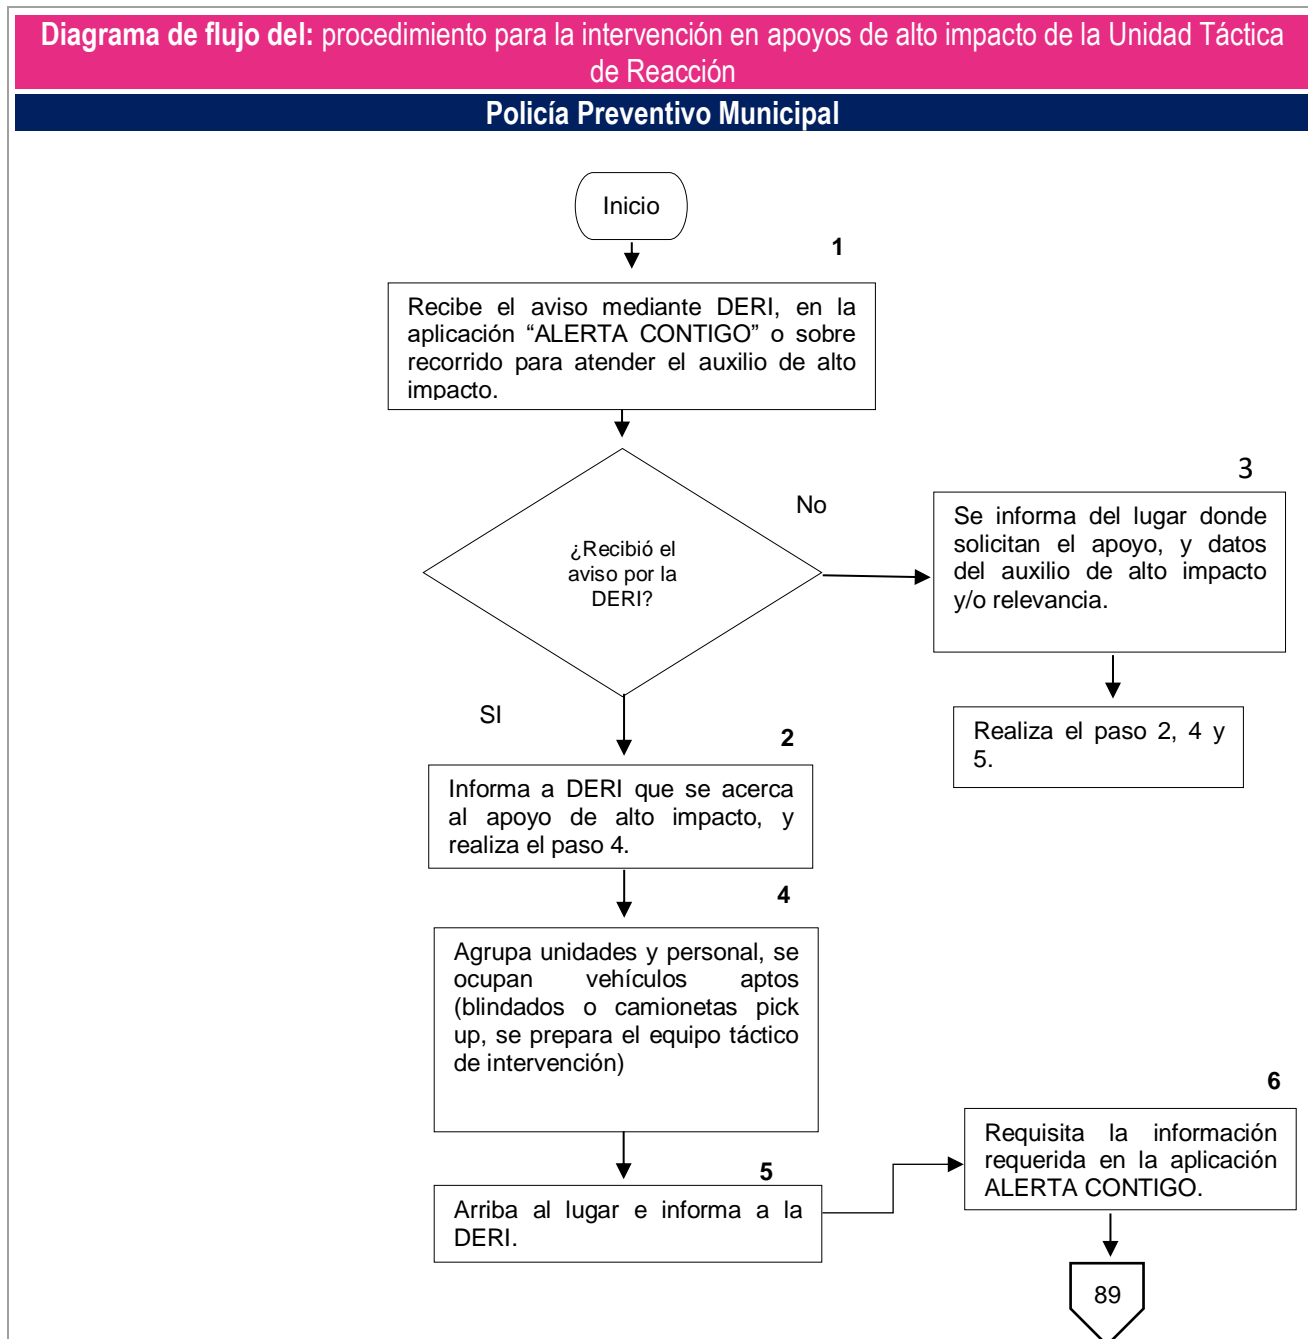 Diagrama de flujo del: procedimiento para la intervención en apoyos de alto impacto de la Unidad Táctica
de Reacción
Policía Preventivo Municipal
Inicio
1
Recibe el aviso mediante DERI, en la
aplicación “ALERTA CONTIGO” o sobre
recorrido para atender el auxilio de alto
impacto.
¿Recibió el
aviso por la
DERI?
No
3
Se informa del lugar donde
solicitan el apoyo, y datos
del auxilio de alto impacto
y/o relevancia.
Realiza el paso 2, 4 y
5.
SI
2
Informa a DERI que se acerca
al apoyo de alto impacto, y
realiza el paso 4.
4
Agrupa unidades y personal, se
ocupan vehículos aptos
(blindados o camionetas pick
up, se prepara el equipo táctico
de intervención)
5
Arriba al lugar e informa a la
DERI.
6
Requisita la información
requerida en la aplicación
ALERTA CONTIGO.
89